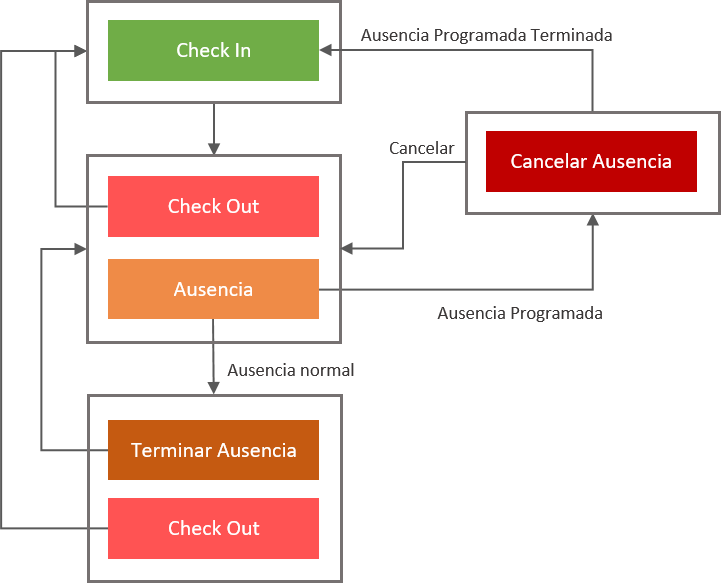 Check In
Ausencia Programada Terminada
Cancelar
Cancelar Ausencia
Check Out
Ausencia
Ausencia Programada
Ausencia normal
Terminar Ausencia
Check Out